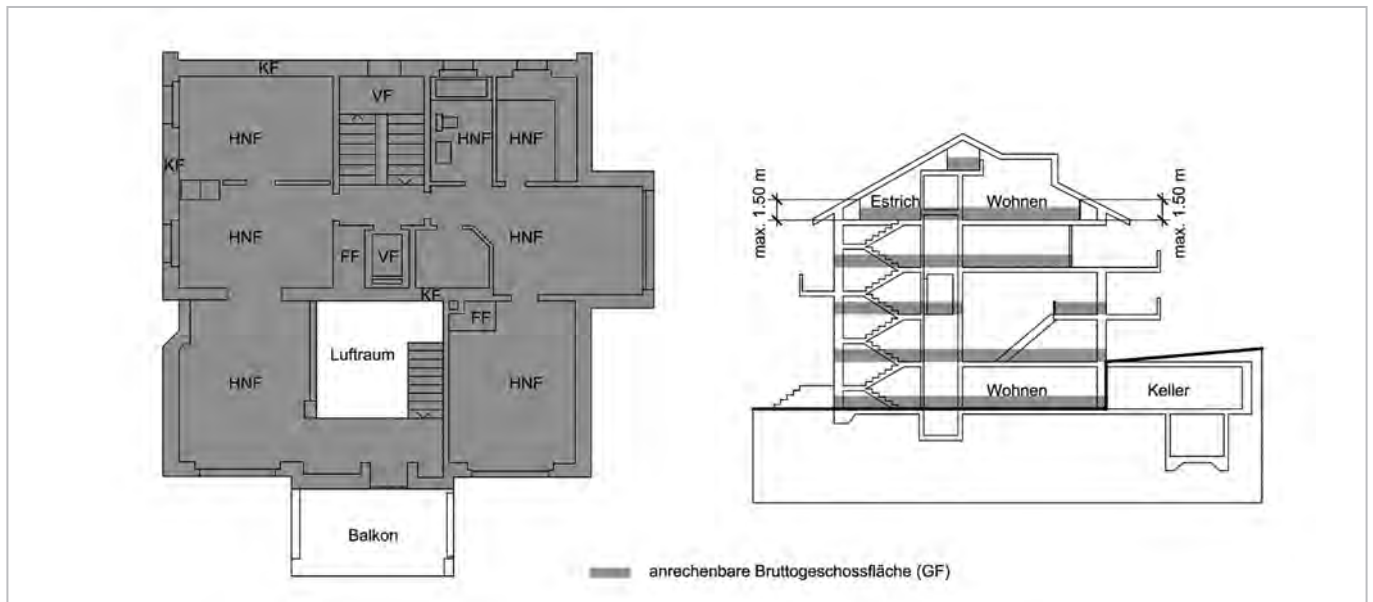 KF
VF
HNF
HNF
HNF
KF
HNF
FF
VF
HNF
KF
FF
Luftraum
HNF
HNF
Balkon
max. 1.50 m
Estrich
Wohnen
max. 1.50 m
Wohnen
Keller
anrechenbare Bruttogeschossfläche (GF)